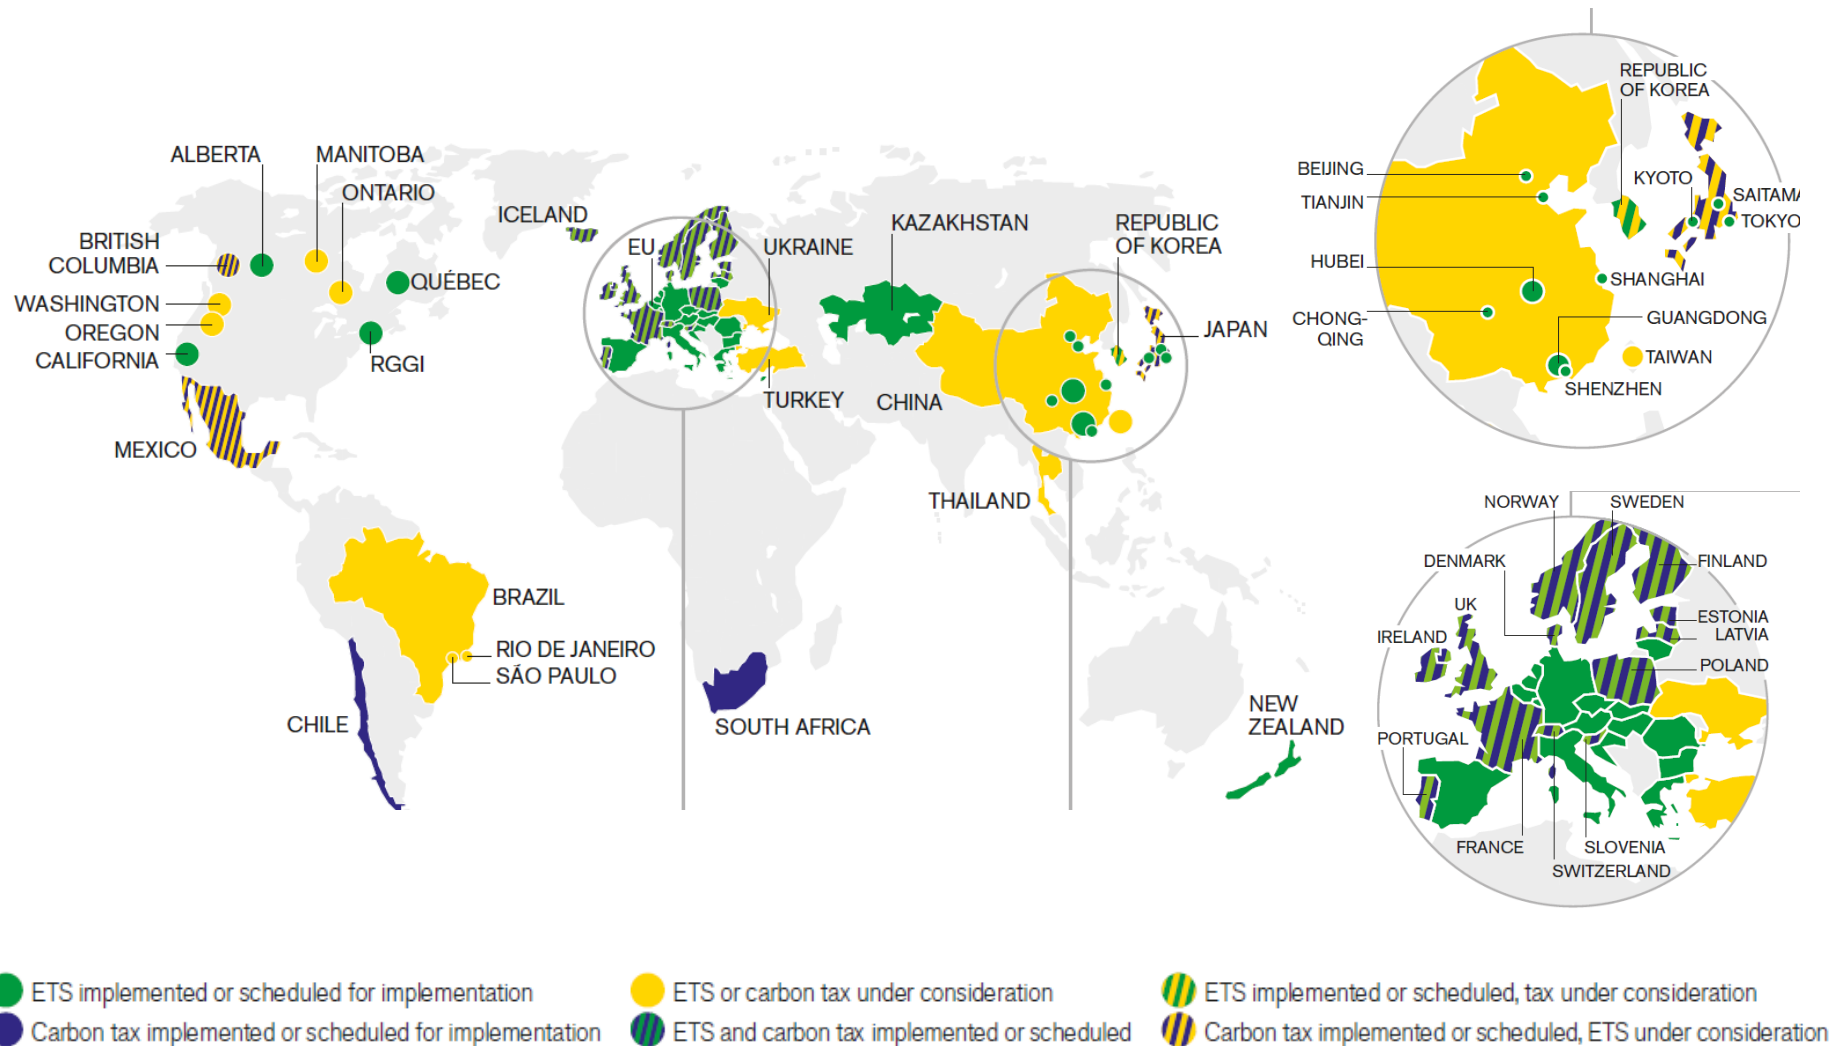 ALBERTA
MANITOBA
ONTARIO
BRITISH
COLUMBIA
QUÉBEC
WASHINGTON
OREGON
CALIFORNIA
RGGI
MEXICO
ICELAND
EU
UKRAINE
KAZAKHSTAN
REPUBLIC
OF KOREA
JAPAN
TURKEY
CHINA
THAILAND
BRAZIL
RIO DE JANEIRO
SÁO PAULO
CHILE
SOUTH AFRICA
NEW
ZEALAND
REPUBLIC
OF KOREA
BEIJING
TIANJIN
KYOTO
SAITAMA
TOKYO
HUBEI
SHANGHAI
CHONG-
QING
GUANGDONG
TAIWAN
SHENZHEN
NORWAY
SWEDEN
DENMARK
FINLAND
UK
IRELAND
ESTONIA
LATVIA
POLAND
PORTUGAL
FRANCE
SLOVENIA
SWITZERLAND
ETS implemented or scheduled for implementation
ETS or carbon tax under consideration
ETS implemented or scheduled, tax under consideration
Carbon tax implemented or scheduled for implementation
ETS and carbon tax implemented or scheduled
Carbon tax implemented or scheduled, ETS under consideration